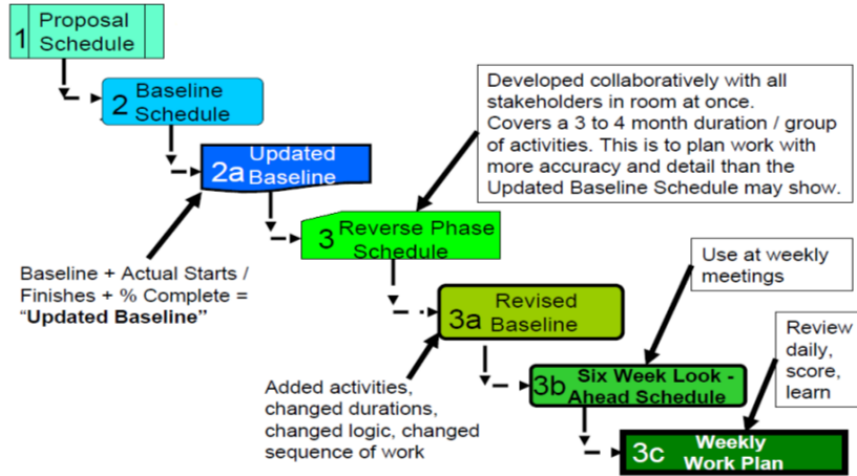 1 Proposal
Schedule
2 Baseline
Schedule
2a Updated
Baseline
Developed collaboratively with all
stakeholders in room at once.
Covers a 3 to 4 month duration / group
of activities. This is to plan work with
more accuracy and detail than the
Updated Baseline Schedule may show.
3 Reverse Phase
Schedule
Baseline + Actual Starts /
Finishes + % Complete =
“Updated Baseline”
Use at weekly
meetings
3a Revised
Baseline
Review
daily,
score,
learn
Added activities,
changed durations,
changed logic, changed
sequence of work
3b Six Week Look -
Ahead Schedule
3c Weekly
Work Plan